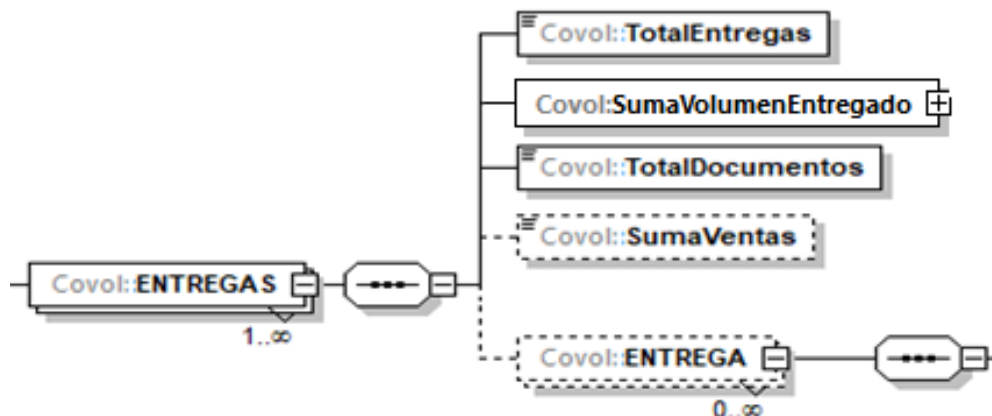 Covol::TotalEntregas
Covol:SumaVolumenEntregado
Covol::TotalDocumentos
Covol::SumaVentas
Covol::ENTREGAS
1..∞
Covol::ENTREGA
0..∞